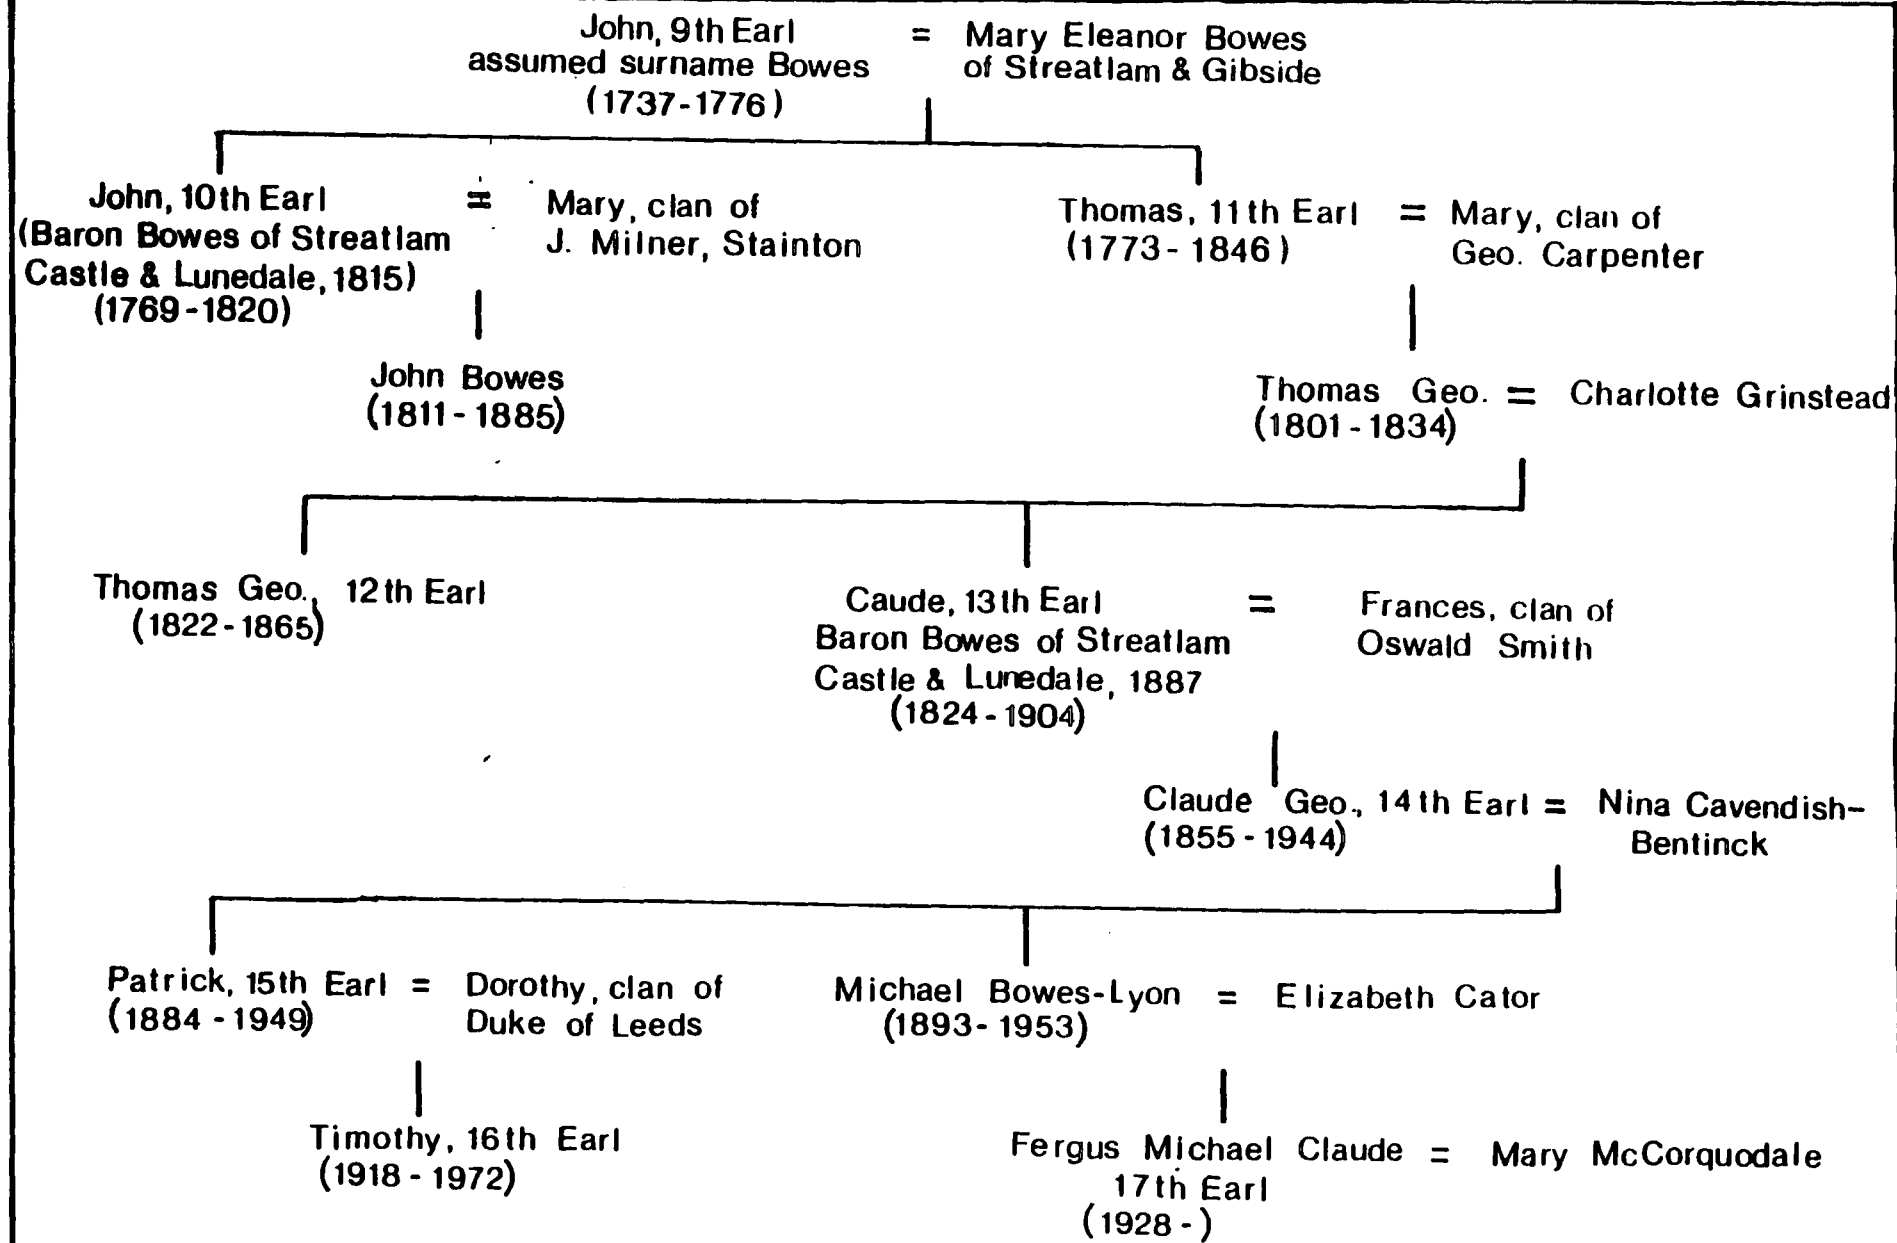 John, 9th Earl = Mary Eleanor Bowes
assumed surname Bowes of Streatlam & Gibside
(1737-1776)
John, 10th Earl = Mary, clan of
(Baron Bowes of Streatlam J. Milner, Stainton
Castle & Lunedale, 1815)
(1769-1820)
Thomas, 11th Earl = Mary, clan of
(1773-1846) Geo. Carpenter
John Bowes
(1811-1885)
Thomas Geo. = Charlotte Grinstead
(1801-1834)
Thomas Geo., 12th Earl
(1822-1865)
Caude, 13th Earl = Frances, clan of
Baron Bowes of Streatlam Oswald Smith
Castle & Lunedale, 1887
(1824-1904)
Claude Geo., 14th Earl = Nina Cavendish-
(1855-1944) Bentinck
Patrick, 15th Earl = Dorothy, clan of
(1884-1949) Duke of Leeds
Michael Bowes-Lyon = Elizabeth Cator
(1893-1953)
Timothy, 16th Earl
(1918-1972)
Fergus Michael Claude = Mary McCorquodale
17th Earl
(1928-)